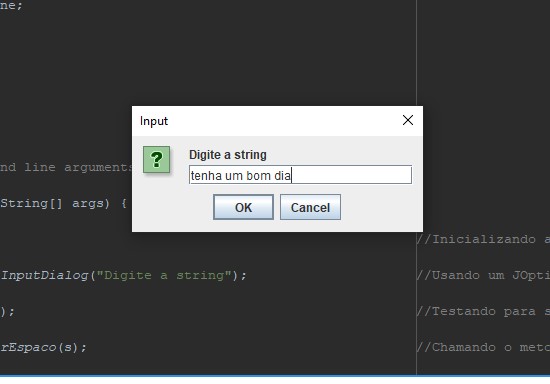 ne;
Input
Digite a string
?
tenha um bom dia
OK Cancel
nd line arguments
String[] args) {
//Inicializando a
InputDialog("Digite a string"); //Usando um JOpti
); //Testando para s
rEspaco(s); //Chamando o meto